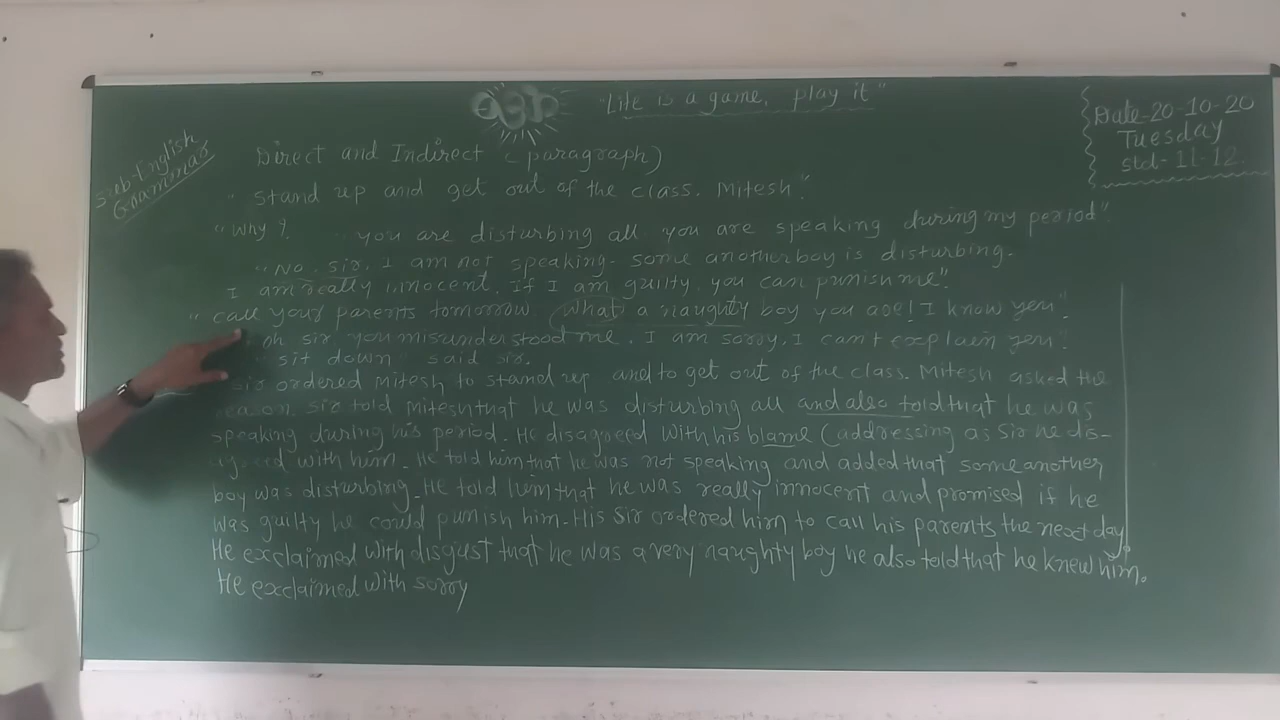 "Life is a game, play it"
Date-20-10-20
Tuesday
Std-11-12.
Sub-English
Grammar
Direct and Indirect (paragraph)
"Stand up and get out of the class. Mitesh."
"Why? you are disturbing all. you are speaking during my period".
"No, sir, I am not speaking. some another boy is disturbing.
I am really innocent. If I am guilty, you can punish me".
"call your parents tomorrow. What a naughty boy you are! I know you".
oh sir you misunderstood me. I am sorry. I can't explain you".
"sit down" said sir.
Sir ordered Mitesh to stand up and to get out of the class. Mitesh asked the
reason. Sir told Mitesh that he was disturbing all and also told that he was
speaking during his period. He disagreed with his blame (addressing as Sir he dis-
agreed with him. He told him that he was not speaking and added that some another
boy was disturbing. He told him that he was really innocent and promised if he
was guilty he could punish him. His Sir ordered him to call his parents the next day.
He exclaimed with disgust that he was a very naughty boy he also told that he knew him.
He exclaimed with sorry